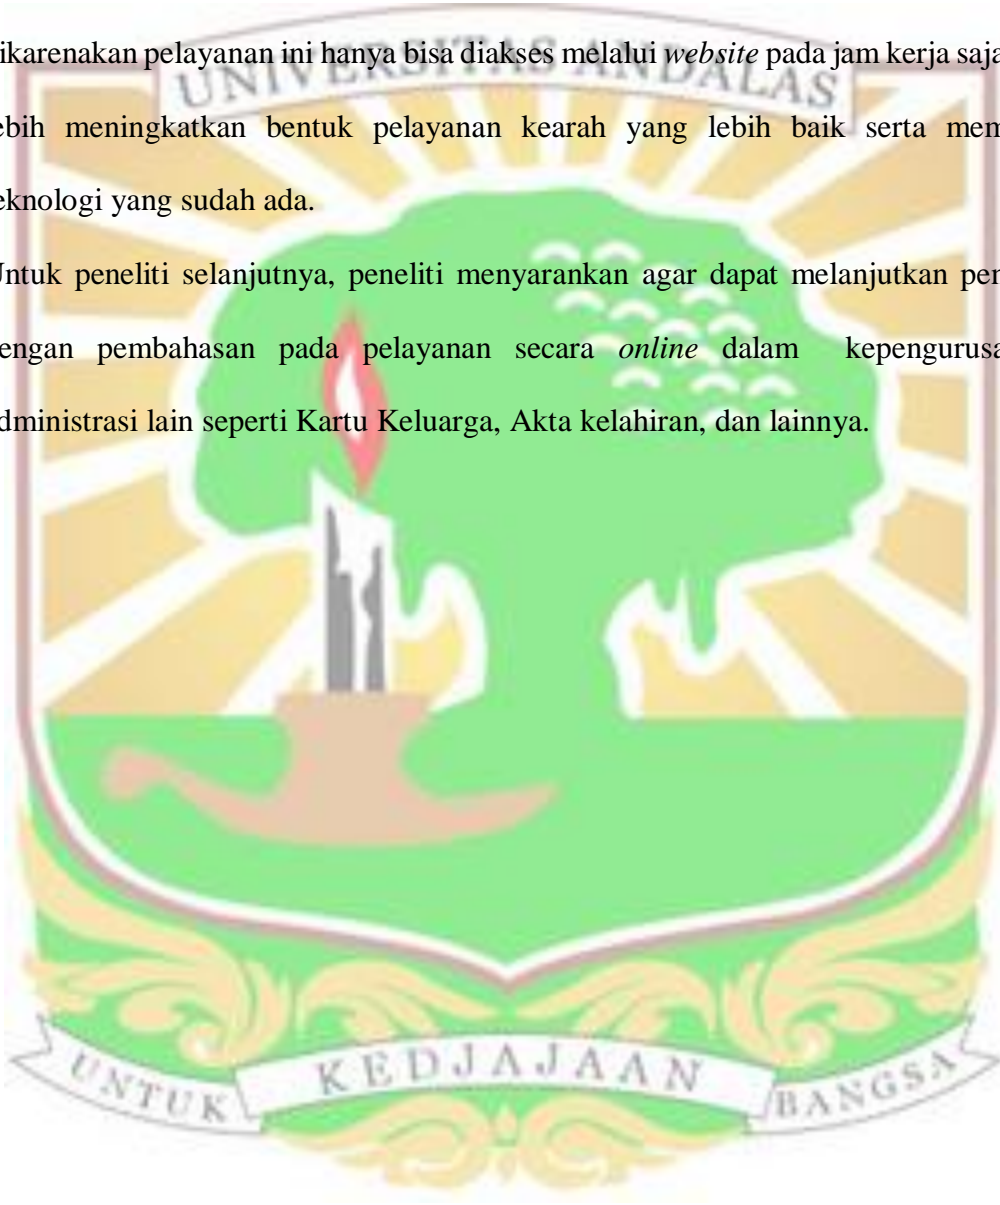 ikarenakan pelayanan ini hanya bisa diakses melalui website pada jam kerja saja
UNIVERSITAS ANDALAS
ebih meningkatkan bentuk pelayanan kearah yang lebih baik serta mem
eknologi yang sudah ada.
Untuk peneliti selanjutnya, peneliti menyarankan agar dapat melanjutkan pen
engan pembahasan pada pelayanan secara online dalam kepengurusa
dministrasi lain seperti Kartu Keluarga, Akta kelahiran, dan lainnya.
UNTUK KEDJAJAAN BANGSA